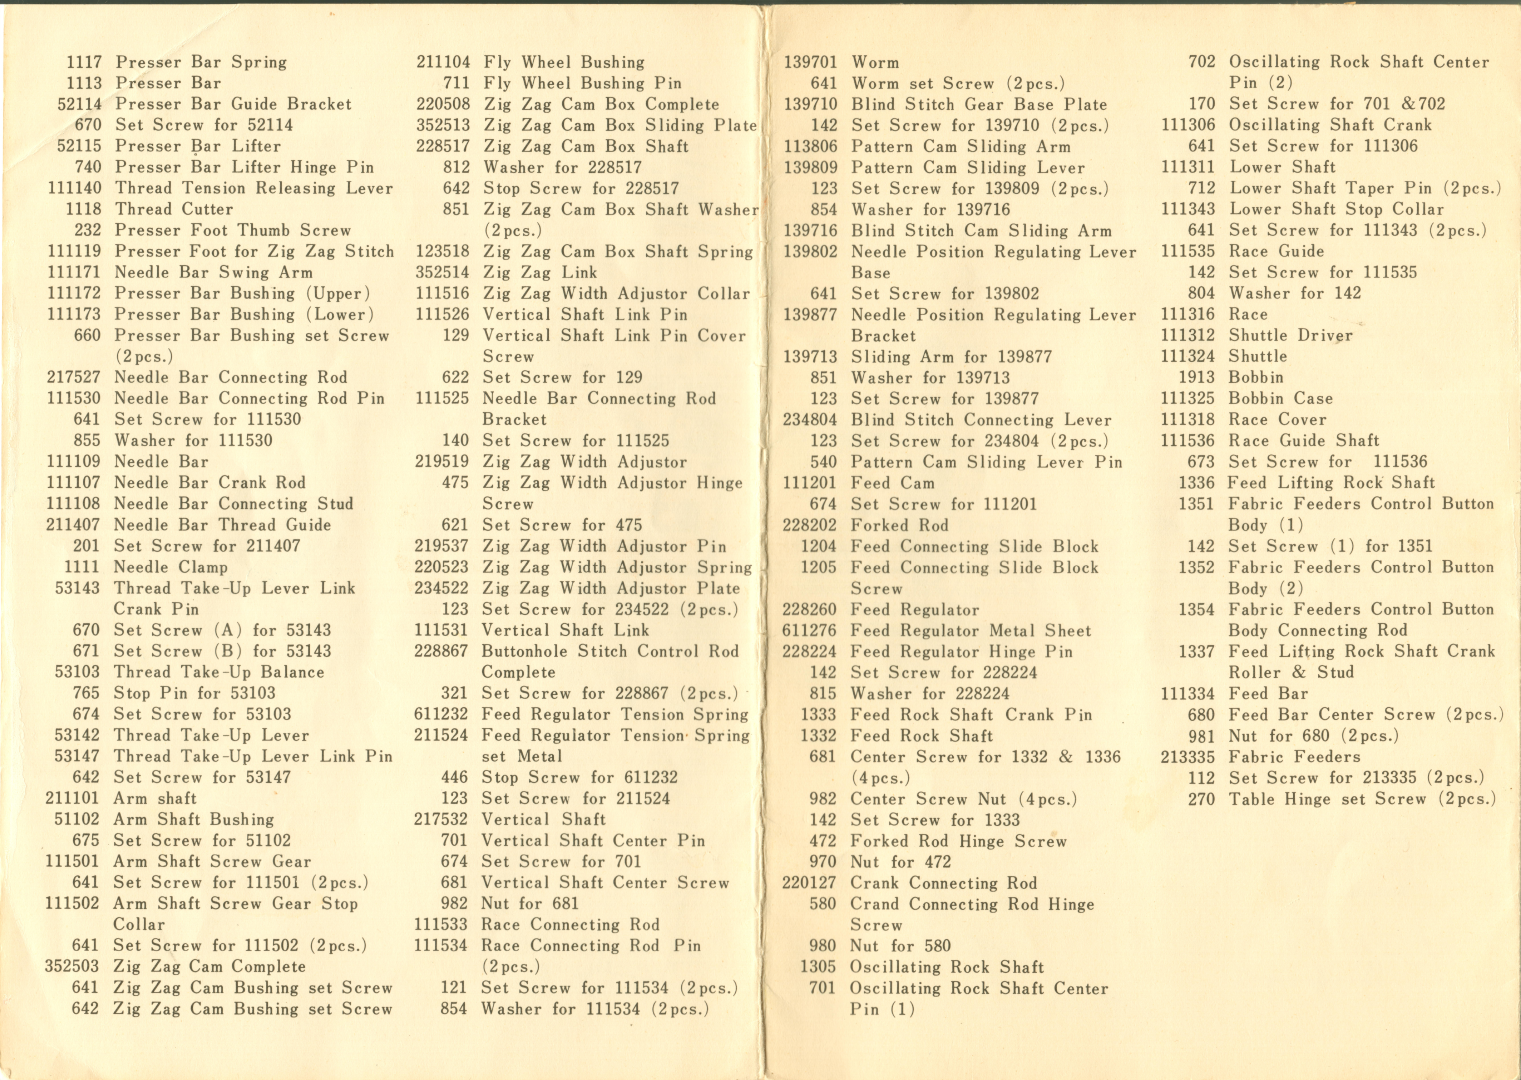 1117 Presser Bar Spring
1113 Presser Bar
52114 Presser Bar Guide Bracket
670 Set Screw for 52114
52115 Presser Bar Lifter
740 Presser Bar Lifter Hinge Pin
111140 Thread Tension Releasing Lever
1118 Thread Cutter
232 Presser Foot Thumb Screw
111119 Presser Foot for Zig Zag Stitch
111171 Needle Bar Swing Arm
111172 Presser Bar Bushing (Upper)
111173 Presser Bar Bushing (Lower)
660 Presser Bar Bushing set Screw
(2pcs.)
217527 Needle Bar Connecting Rod
111530 Needle Bar Connecting Rod Pin
641 Set Screw for 111530
855 Washer for 111530
111109 Needle Bar
111107 Needle Bar Crank Rod
111108 Needle Bar Connecting Stud
211407 Needle Bar Thread Guide
201 Set Screw for 211407
1111 Needle Clamp
53143 Thread Take-Up Lever Link
Crank Pin
670 Set Screw (A) for 53143
671 Set Screw (B) for 53143
53103 Thread Take-Up Balance
765 Stop Pin for 53103
674 Set Screw for 53103
53142 Thread Take-Up Lever
53147 Thread Take-Up Lever Link Pin
642 Set Screw for 53147
211101 Arm shaft
51102 Arm Shaft Bushing
675 Set Screw for 51102
111501 Arm Shaft Screw Gear
641 Set Screw for 111501 (2pcs.)
111502 Arm Shaft Screw Gear Stop
Collar
641 Set Screw for 111502 (2pcs.)
352503 Zig Zag Cam Complete
641 Zig Zag Cam Bushing set Screw
642 Zig Zag Cam Bushing set Screw
211104 Fly Wheel Bushing
711 Fly Wheel Bushing Pin
220508 Zig Zag Cam Box Complete
352513 Zig Zag Cam Box Sliding Plate
228517 Zig Zag Cam Box Shaft
812 Washer for 228517
642 Stop Screw for 228517
851 Zig Zag Cam Box Shaft Washer
(2pcs.)
123518 Zig Zag Cam Box Shaft Spring
352514 Zig Zag Link
111516 Zig Zag Width Adjustor Collar
111526 Vertical Shaft Link Pin
129 Vertical Shaft Link Pin Cover
Screw
622 Set Screw for 129
111525 Needle Bar Connecting Rod
Bracket
140 Set Screw for 111525
219519 Zig Zag Width Adjustor
475 Zig Zag Width Adjustor Hinge
Screw
621 Set Screw for 475
219537 Zig Zag Width Adjustor Pin
220523 Zig Zag Width Adjustor Spring
234522 Zig Zag Width Adjustor Plate
123 Set Screw for 234522 (2pcs.)
111531 Vertical Shaft Link
228867 Buttonhole Stitch Control Rod
Complete
321 Set Screw for 228867 (2pcs.)
611232 Feed Regulator Tension Spring
211524 Feed Regulator Tension Spring
set Metal
446 Stop Screw for 611232
123 Set Screw for 211524
217532 Vertical Shaft
701 Vertical Shaft Center Pin
674 Set Screw for 701
681 Vertical Shaft Center Screw
982 Nut for 681
111533 Race Connecting Rod
111534 Race Connecting Rod Pin
(2pcs.)
121 Set Screw for 111534 (2pcs.)
854 Washer for 111534 (2pcs.)
139701 Worm
641 Worm set Screw (2pcs.)
139710 Blind Stitch Gear Base Plate
142 Set Screw for 139710 (2pcs.)
113806 Pattern Cam Sliding Arm
139809 Pattern Cam Sliding Lever
123 Set Screw for 139809 (2pcs.)
854 Washer for 139716
139716 Blind Stitch Cam Sliding Arm
139802 Needle Position Regulating Lever
Base
641 Set Screw for 139802
139877 Needle Position Regulating Lever
Bracket
139713 Sliding Arm for 139877
851 Washer for 139713
123 Set Screw for 139877
234804 Blind Stitch Connecting Lever
123 Set Screw for 234804 (2pcs.)
540 Pattern Cam Sliding Lever Pin
111201 Feed Cam
674 Set Screw for 111201
228202 Forked Rod
1204 Feed Connecting Slide Block
1205 Feed Connecting Slide Block
Screw
228260 Feed Regulator
611276 Feed Regulator Metal Sheet
228224 Feed Regulator Hinge Pin
142 Set Screw for 228224
815 Washer for 228224
1333 Feed Rock Shaft Crank Pin
1332 Feed Rock Shaft
681 Center Screw for 1332 & 1336
(4pcs.)
982 Center Screw Nut (4pcs.)
142 Set Screw for 1333
472 Forked Rod Hinge Screw
970 Nut for 472
220127 Crank Connecting Rod
580 Crand Connecting Rod Hinge
Screw
980 Nut for 580
1305 Oscillating Rock Shaft
701 Oscillating Rock Shaft Center
Pin (1)
702 Oscillating Rock Shaft Center
Pin (2)
170 Set Screw for 701 &702
111306 Oscillating Shaft Crank
641 Set Screw for 111306
111311 Lower Shaft
712 Lower Shaft Taper Pin (2pcs.)
111343 Lower Shaft Stop Collar
641 Set Screw for 111343 (2pcs.)
111535 Race Guide
142 Set Screw for 111535
804 Washer for 142
111316 Race
111312 Shuttle Driver
111324 Shuttle
1913 Bobbin
111325 Bobbin Case
111318 Race Cover
111536 Race Guide Shaft
673 Set Screw for 111536
1336 Feed Lifting Rock Shaft
1351 Fabric Feeders Control Button
Body (1)
142 Set Screw (1) for 1351
1352 Fabric Feeders Control Button
Body (2)
1354 Fabric Feeders Control Button
Body Connecting Rod
1337 Feed Lifting Rock Shaft Crank
Roller & Stud
111334 Feed Bar
680 Feed Bar Center Screw (2pcs.)
981 Nut for 680 (2pcs.)
213335 Fabric Feeders
112 Set Screw for 213335 (2pcs.)
270 Table Hinge set Screw (2pcs.)